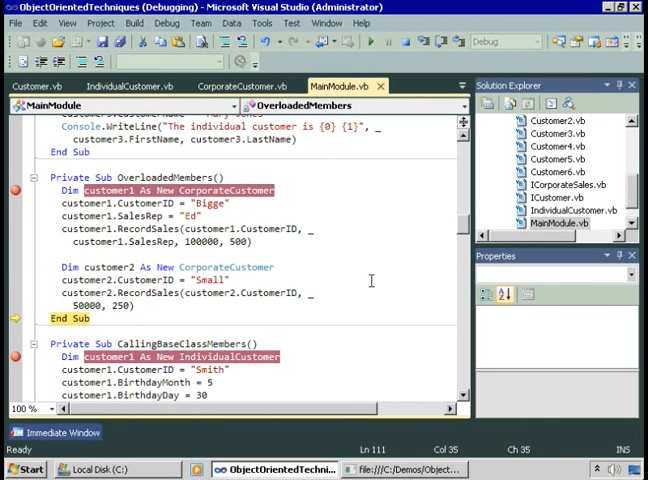 ObjectOrientedTechniques (Debugging) - Microsoft Visual Studio (Administrator)
File Edit View Project Build Debug Team Data Tools Test Window Help
Debug
Customer.vb IndividualCustomer.vb CorporateCustomer.vb MainModule.vb
MainModule OverloadedMembers
Console.WriteLine("The individual customer is {0} {1}", _
customer3.FirstName, customer3.LastName)
End Sub
Private Sub OverloadedMembers()
Dim customer1 As New CorporateCustomer
customer1.CustomerID = "Bigge"
customer1.SalesRep = "Ed"
customer1.RecordSales(customer1.CustomerID, _
customer1.SalesRep, 100000, 500)
Dim customer2 As New CorporateCustomer
customer2.CustomerID = "Small"
customer2.RecordSales(customer2.CustomerID, _
50000, 250)
End Sub
Private Sub CallingBaseClassMembers()
Dim customer1 As New IndividualCustomer
customer1.CustomerID = "Smith"
customer1.BirthdayMonth = 5
customer1.BirthdayDay = 30
100 %
Solution Explorer
Customer2.vb
Customer3.vb
Customer4.vb
Customer5.vb
Customer6.vb
ICorporateSales.vb
ICustomer.vb
IndividualCustomer.vb
MainModule.vb
Properties
Immediate Window
Ready Ln 111 Col 35 Ch 35 INS
Start Local Disk (C:) ObjectOrientedTechni... file:///C:/Demos/Object...